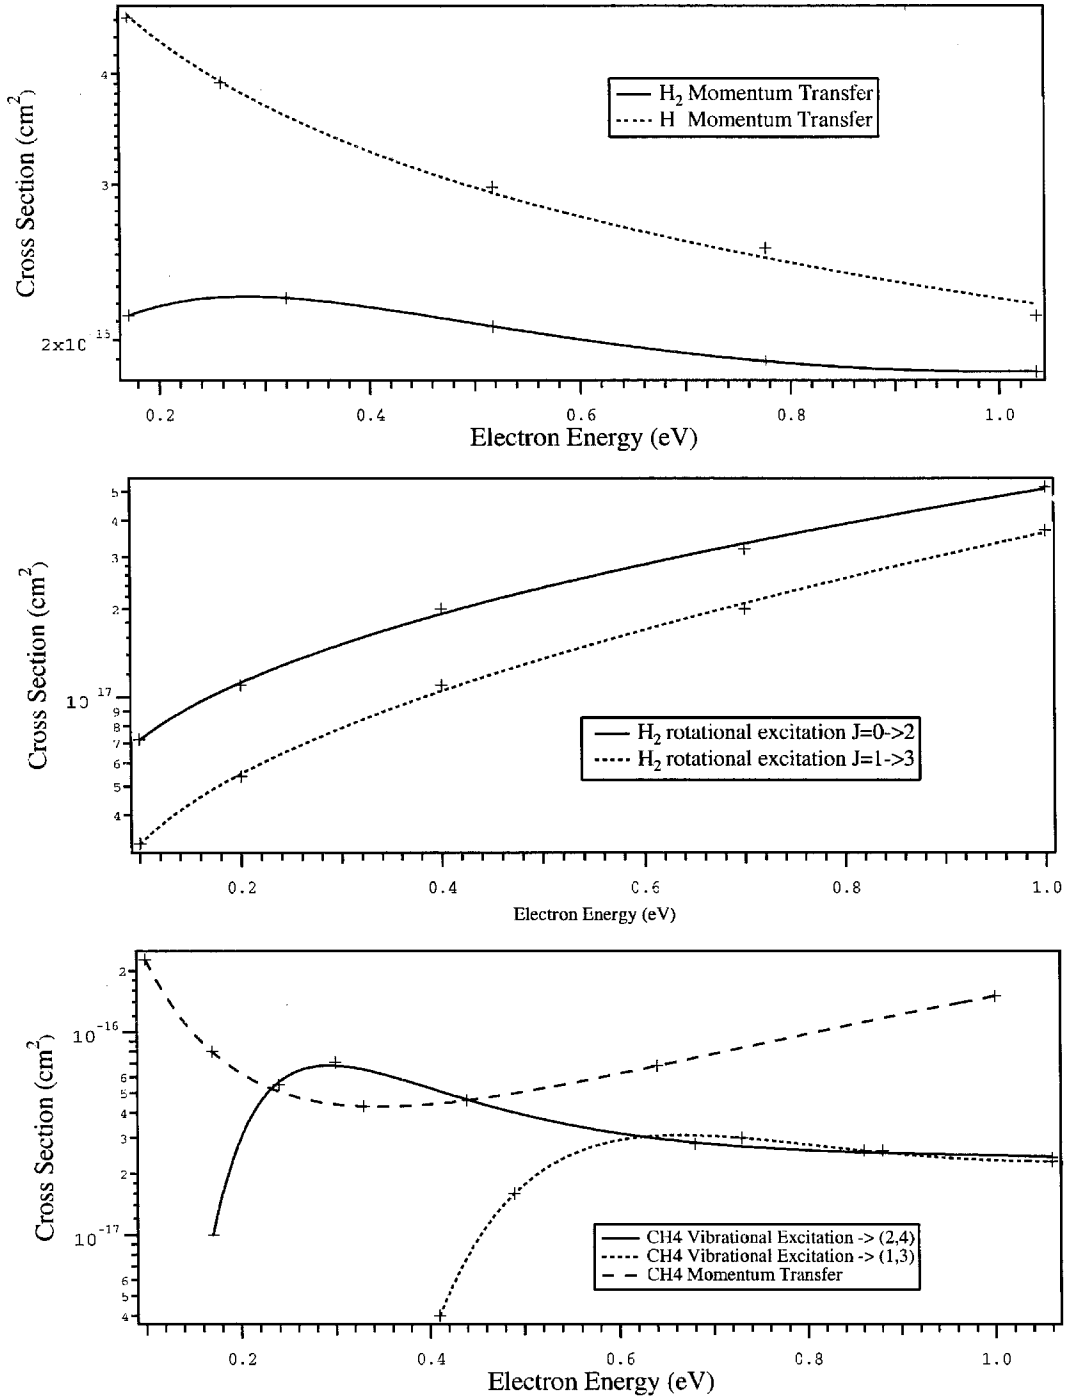 Cross Section (cm2)
4
3
2x10-15
H2 Momentum Transfer
H Momentum Transfer
0.2 0.4 0.6 0.8 1.0
Electron Energy (eV)
Cross Section (cm2)
5
4
3
2
10 17
9
8
7
6
5
4
H2 rotational excitation J=0->2
H2 rotational excitation J=1->3
0.2 0.4 0.6 0.8 1.0
Electron Energy (eV)
Cross Section (cm2)
2
10-16
6
5
4
3
2
10-17
6
5
4
CH4 Vibrational Excitation -> (2,4)
CH4 Vibrational Excitation -> (1,3)
CH4 Momentum Transfer
0.2 0.4 0.6 0.8 1.0
Electron Energy (eV)